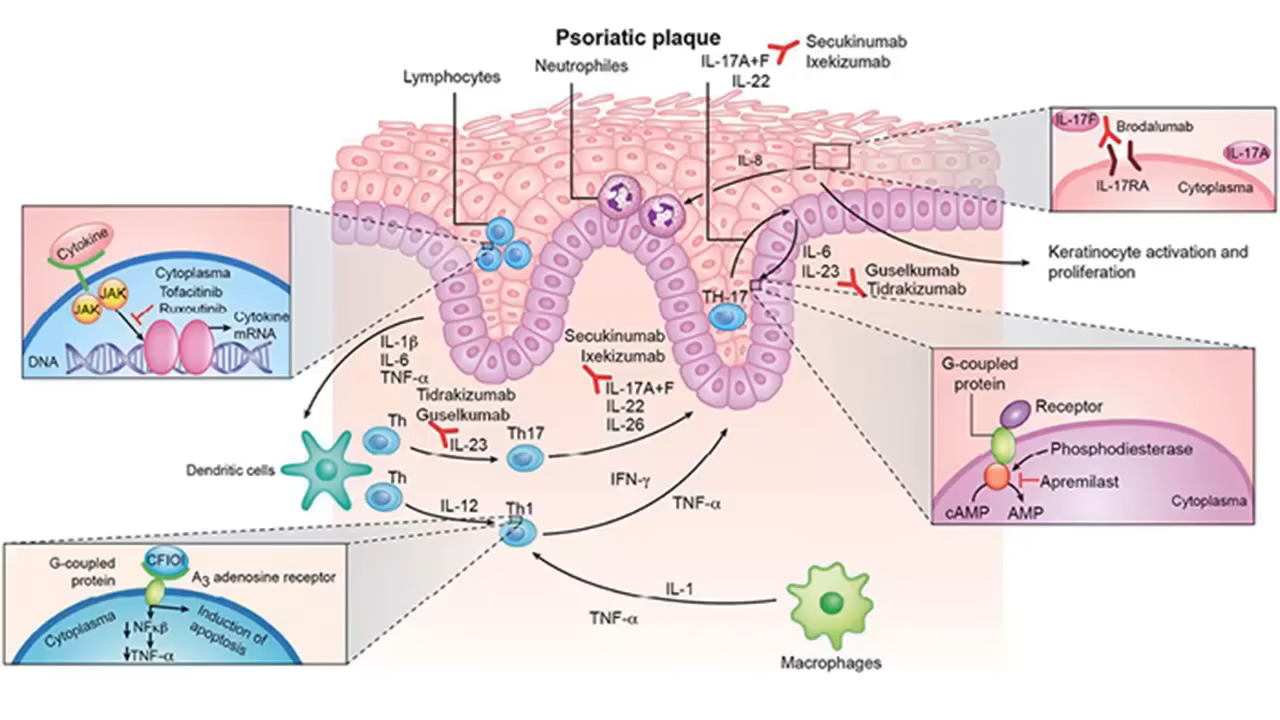 Psoriatic plaque
Lymphocytes
Neutrophiles
IL-17A+F
IL-22
Secukinumab
Ixekizumab
IL-8
IL-17F
Brodalumab
IL-17A
IL-17RA
Cytoplasma
Keratinocyte activation and
proliferation
Cytokine
JAK
JAK
Cytoplasma
Tofacitinib
Ruxoutinib
Cytokine
mRNA
DNA
IL-6
IL-23
Guselkumab
Tidrakizumab
TH-17
IL-1β
IL-6
TNF-α
Tidrakizumab
Guselkumab
IL-23
Th
Th17
Secukinumab
Ixekizumab
IL-17A+F
IL-22
IL-26
Dendritic cells
Th
IL-12
Th1
IFN-γ
TNF-α
G-coupled
protein
Receptor
Phosphodiesterase
Apremilast
Cytoplasma
cAMP
AMP
G-coupled
protein
CFIOI
A3 adenosine receptor
Cytoplasma
NFκβ
TNF-α
Induction of
apoptosis
IL-1
TNF-α
Macrophages